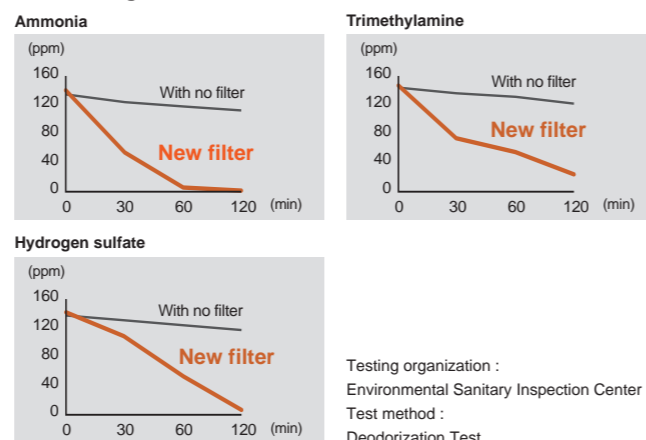 Ammonia
(ppm)
160
120
80
40
0
With no filter
New filter
0 30 60 120 (min)
Trimethylamine
(ppm)
160
120
80
40
0
With no filter
New filter
0 30 60 120 (min)
Hydrogen sulfate
(ppm)
160
120
80
40
0
With no filter
New filter
0 30 60 120 (min)
Testing organization :
Environmental Sanitary Inspection Center
Test method :
Deodorization Test